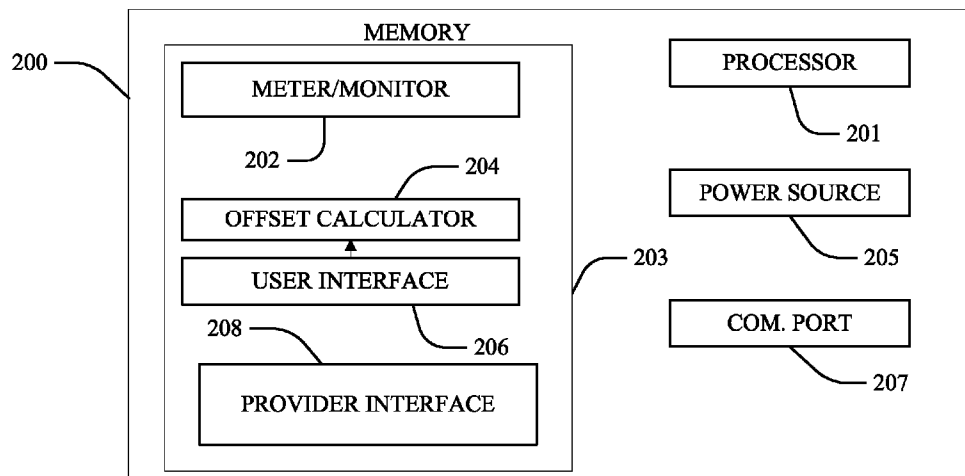 MEMORY
200
METER/MONITOR
202
204
OFFSET CALCULATOR
USER INTERFACE
203
208
206
PROVIDER INTERFACE
PROCESSOR
201
POWER SOURCE
205
COM. PORT
207